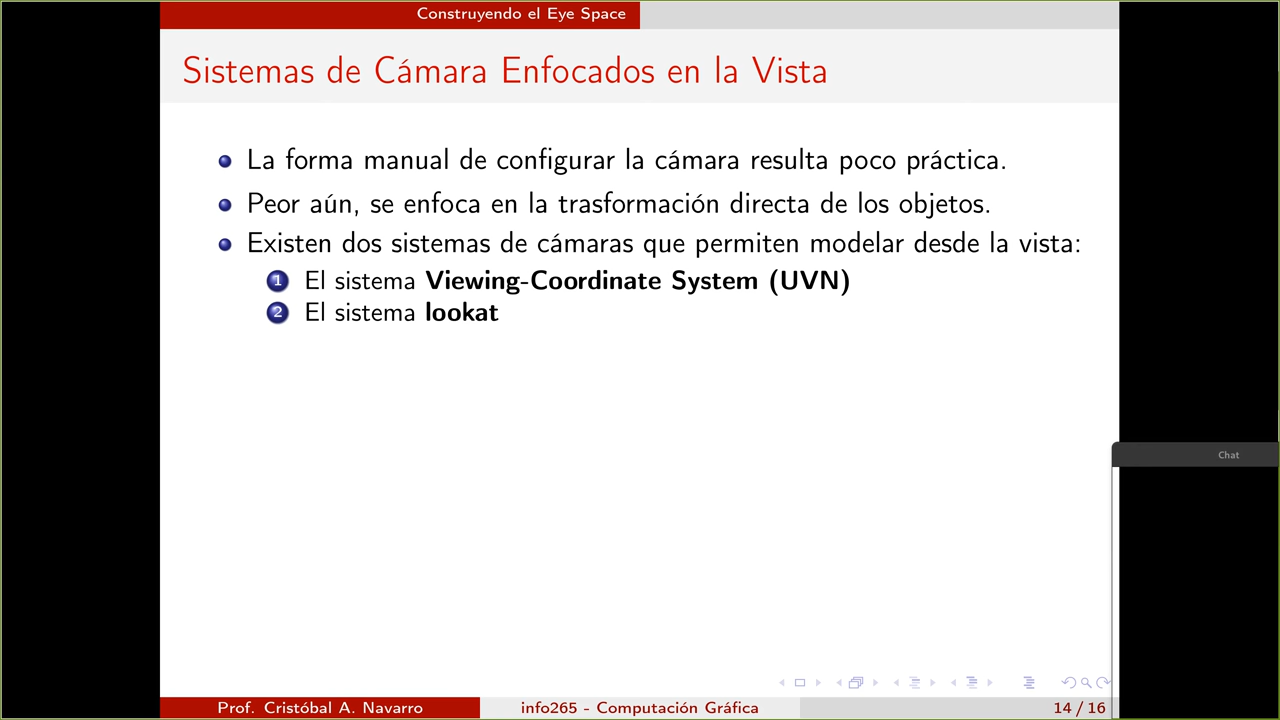 Construyendo el Eye Space
Sistemas de Cámara Enfocados en la Vista
La forma manual de configurar la cámara resulta poco práctica.
Peor aún, se enfoca en la trasformación directa de los objetos.
Existen dos sistemas de cámaras que permiten modelar desde la vista:
1 El sistema Viewing-Coordinate System (UVN)
2 El sistema lookat
Chat
Prof. Cristóbal A. Navarro
info265 - Computación Gráfica
14 / 16